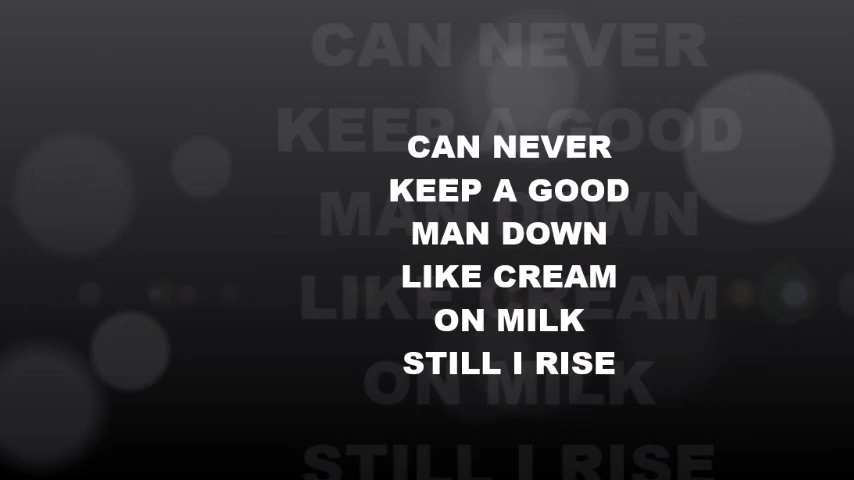 CAN NEVER
KEEP A GOOD
MAN DOWN
LIKE CREAM
ON MILK
STILL I RISE